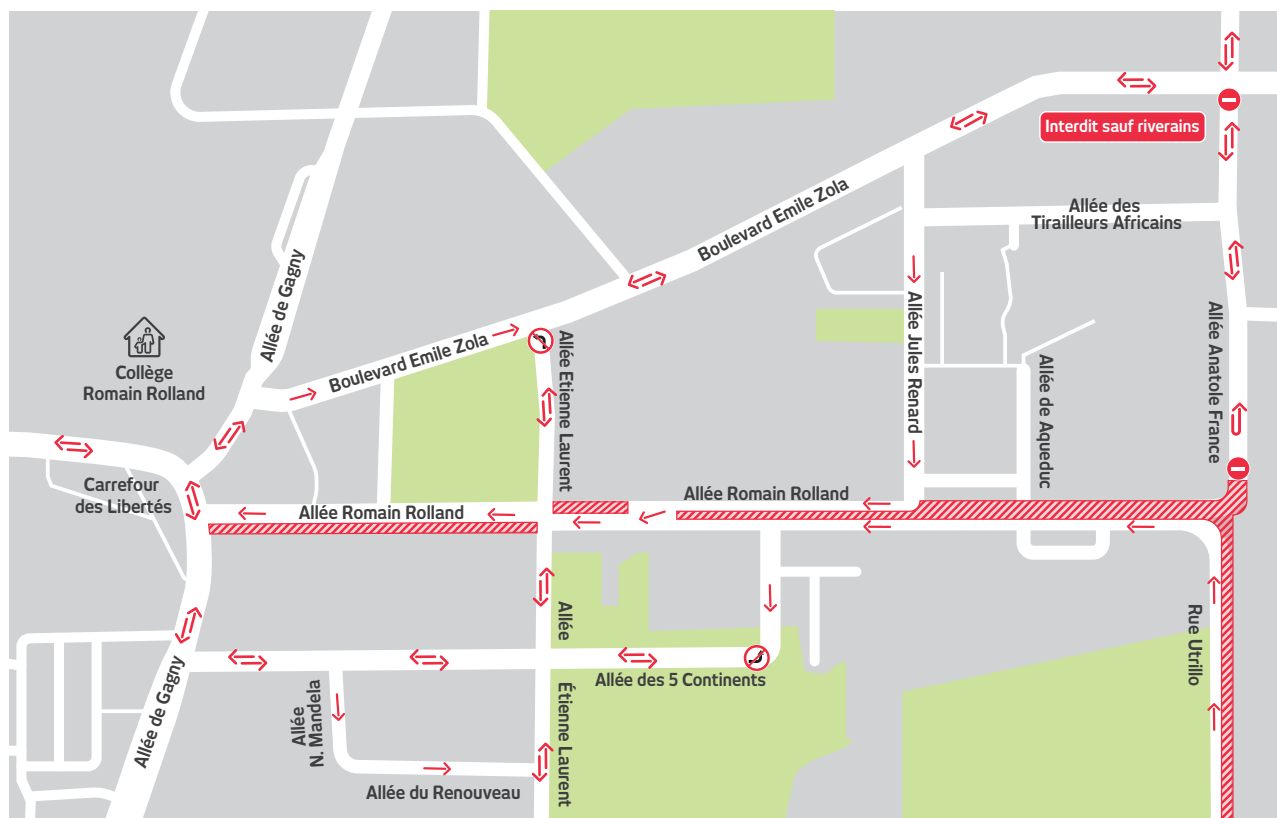 Interdit sauf riverains
Allée des
Tirailleurs Africains
Boulevard Emile Zola
Allée de Gagny
Allée Jules Renard
Allée Anatole France
Collège
Romain Rolland
Boulevard Emile Zola
Allée Etienne Laurent
Allée de Aqueduc
Carrefour
des Libertés
Allée Romain Rolland
Allée Romain Rolland
Allée
Étienne Laurent
Rue Utrillo
Allée de Gagny
Allée des 5 Continents
Allée
N. Mandela
Allée du Renouveau